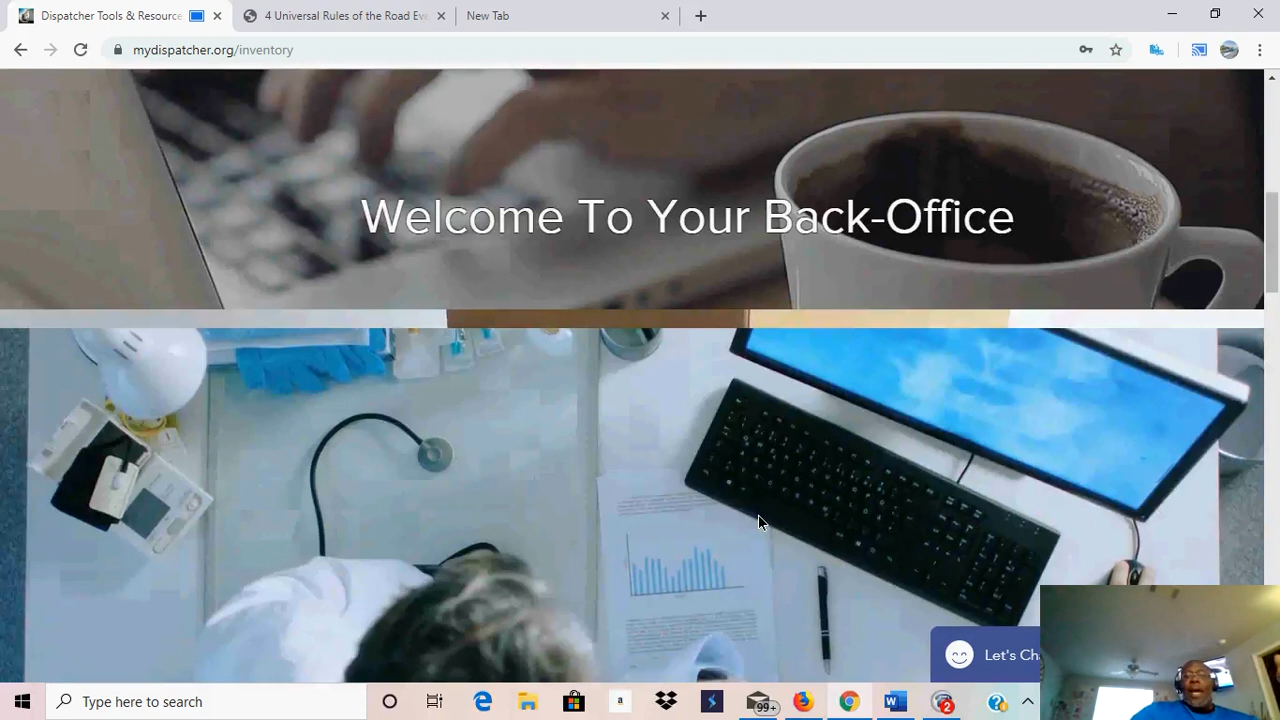 Dispatcher Tools & Resource
4 Universal Rules of the Road Eve
New Tab
mydispatcher.org/inventory
Welcome To Your Back-Office
Let's Ch
Type here to search
a
99+
2